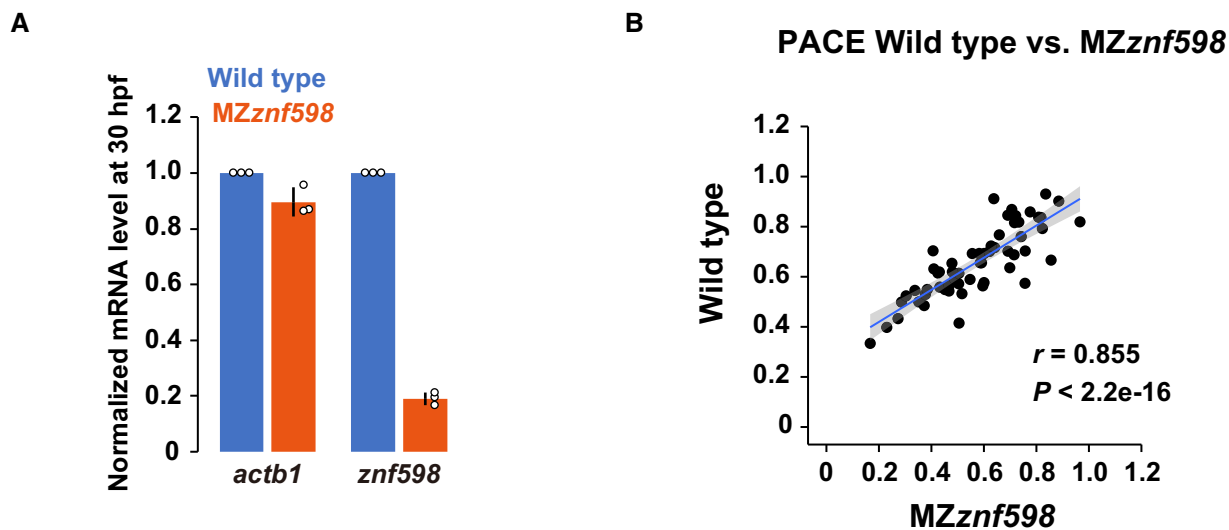 A
Normalized mRNA level at 30 hpf
Wild type
MZznf598
1.2
1.0
0.8
0.6
0.4
0.2
0
actb1
znf598
B
PACE Wild type vs. MZznf598
Wild type
1.2
1.0
0.8
0.6
0.4
0.2
0
r = 0.855
P < 2.2e-16
0 0.2 0.4 0.6 0.8 1.0 1.2
MZznf598